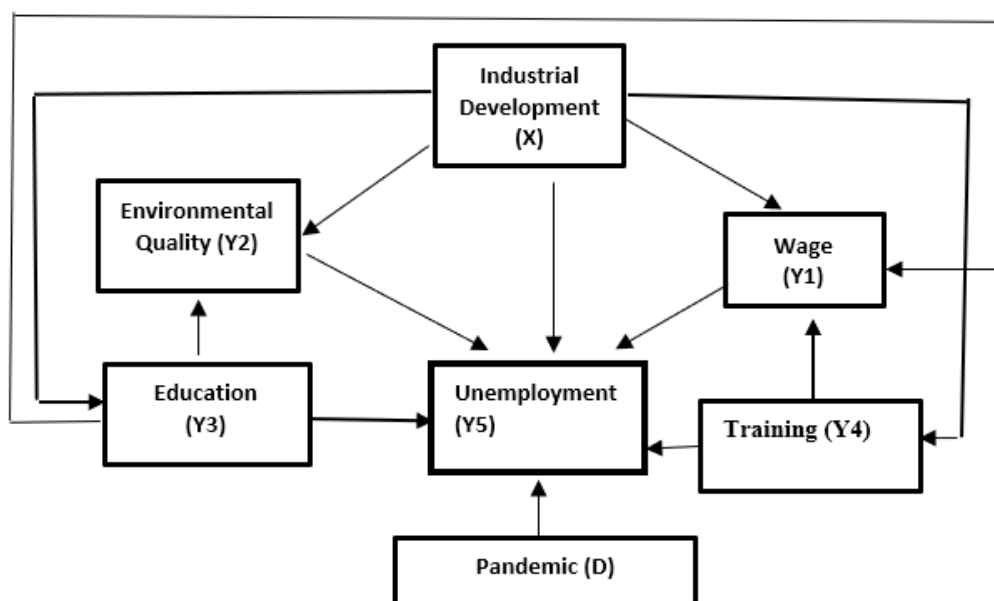 Industrial
Development
(X)
Environmental
Quality (Y2)
Wage
(Y1)
Education
(Y3)
Unemployment
(Y5)
Training (Y4)
Pandemic (D)